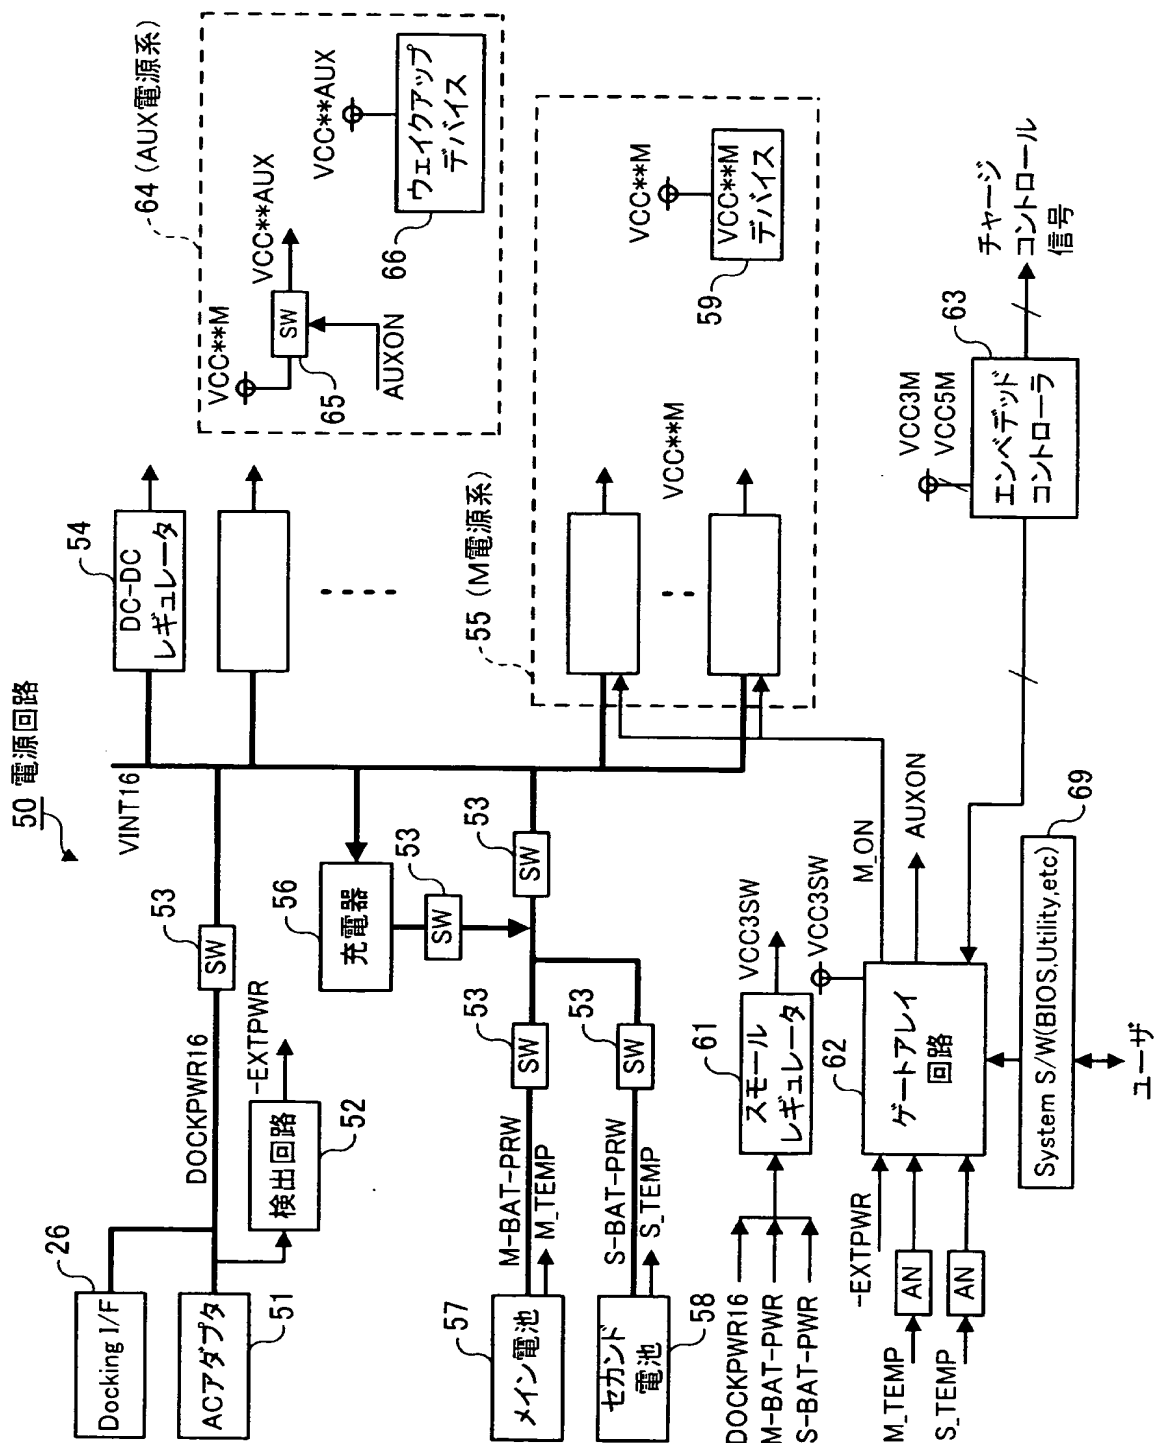 50 電源回路
26
Docking I/F
ACアダプタ
51
DOCKPWR16
検出回路
52
-EXTPWR
53
SW
VINT16
DC-DC
レギュレータ
54
充電器
56
SW
53
SW
53
57
メイン電池
M-BAT-PRW
M_TEMP
SW
53
セカンド
電池
58
S-BAT-PRW
S_TEMP
SW
53
64 (AUX電源系)
VCC**M
SW
65
AUXON
VCC**AUX
VCC**AUX
ウェイクアップ
デバイス
66
55 (M電源系)
VCC**M
VCC**M
VCC**M
デバイス
59
DOCKPWR16
M-BAT-PWR
S-BAT-PWR
61
スモール
レギュレータ
VCC3SW
62
ゲートアレイ
回路
VCC3SW
M_ON
AUXON
-EXTPWR
M_TEMP
AN
S_TEMP
AN
System S/W(BIOS,Utility,etc)
69
ユーザ
VCC3M
VCC5M
63
エンベデッド
コントローラ
チャージ
コントロール
信号